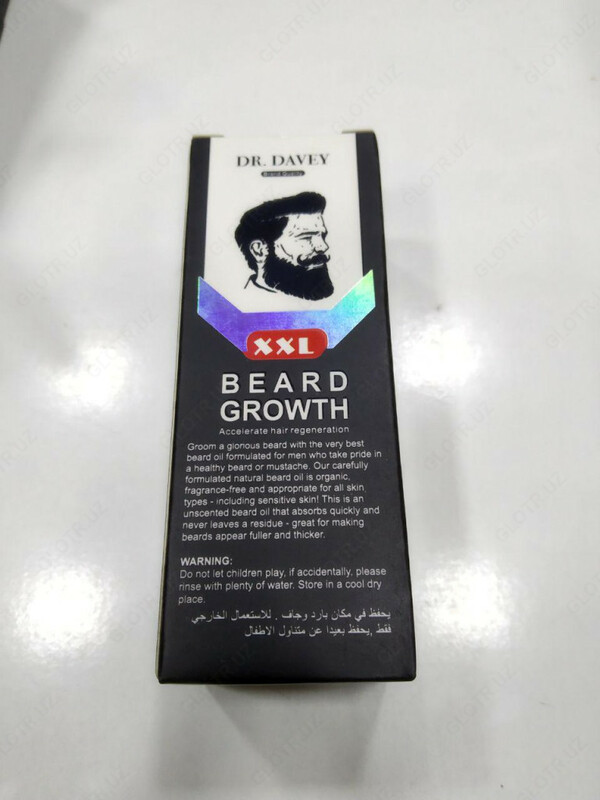 DR. DAVEY
Brand Quality
XXL
BEARD
GROWTH
Accelerate hair regeneration
Groom a glorious beard with the very best
beard oil formulated for men who take pride in
a healthy beard or mustache. Our carefully
formulated natural beard oil is organic,
fragrance-free and appropriate for all skin
types - including sensitive skin! This is an
unscented beard oil that absorbs quickly and
never leaves a residue - great for making
beards appear fuller and thicker.
WARNING:
Do not let children play, if accidentally, please
rinse with plenty of water. Store in a cool dry
place.
يحفظ في مكان بارد وجاف . للاستعمال الخارجي
فقط ,يحفظ بعيدا عن متناول الاطفال
GLOTR.UZ